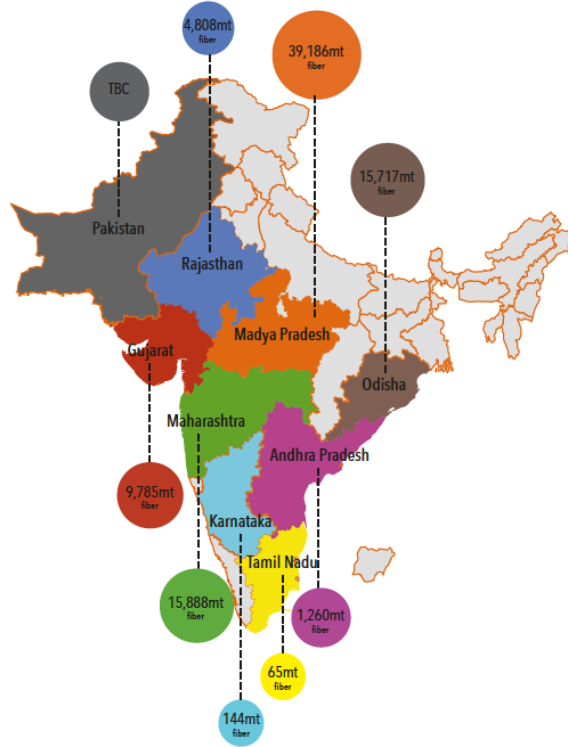 4,808mt
fiber
39,186mt
fiber
TBC
15,717mt
fiber
Pakistan
Rajasthan
Madya Pradesh
Gujarat
Odisha
Maharashtra
Andhra Pradesh
9,785mt
fiber
Karnataka
Tamil Nadu
15,888mt
fiber
1,260mt
fiber
65mt
fiber
144mt
fiber